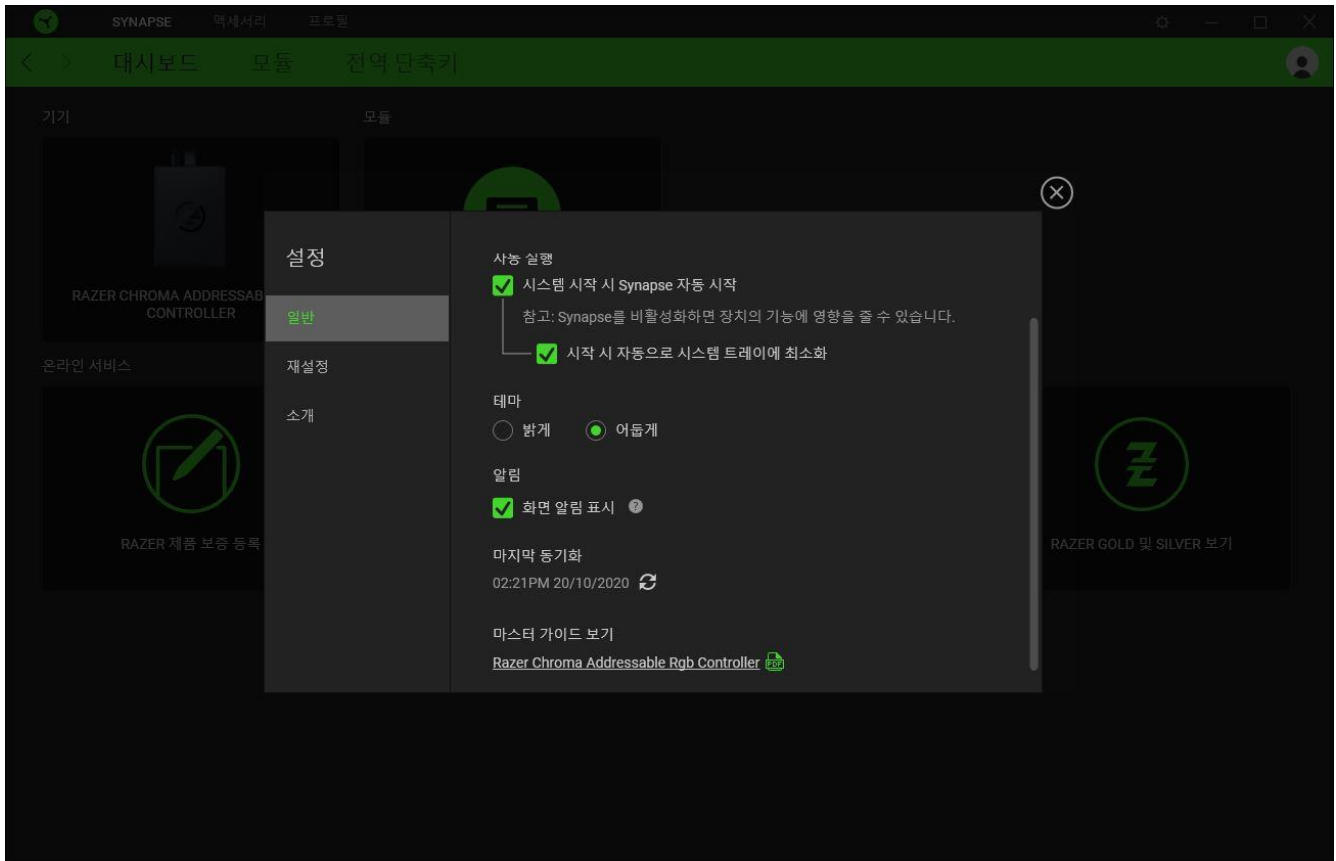 SYNAPSE 액세서리 프로필
대시보드 모듈 전역 단축키
기기 모듈
RAZER CHROMA ADDRESSAB
CONTROLLER
온라인 서비스
RAZER 제품 보증 등록
RAZER GOLD 및 SILVER 보기
설정
일반
재설정
소개
자동 실행
시스템 시작 시 Synapse 자동 시작
참고: Synapse를 비활성화하면 장치의 기능에 영향을 줄 수 있습니다.
시작 시 자동으로 시스템 트레이에 최소화
테마
밝게 어둡게
알림
화면 알림 표시 ?
마지막 동기화
02:21PM 20/10/2020
마스터 가이드 보기
Razer Chroma Addressable Rgb Controller PDF